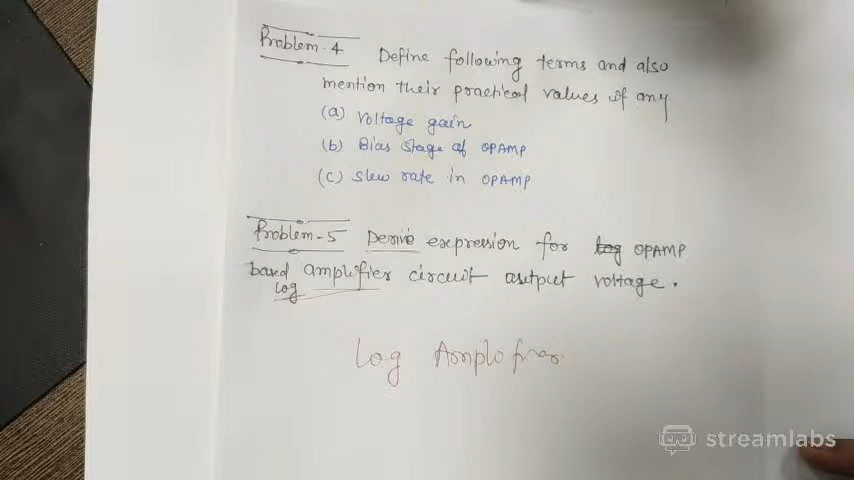 Problem-4 Define following terms and also
mention their practical values if any
(a) Voltage gain
(b) Bias stage of OPAMP
(c) Slew rate in OPAMP
Problem-5 Derive expression for log OPAMP
based amplifier circuit output voltage.
log
Log Amplifier
streamlabs